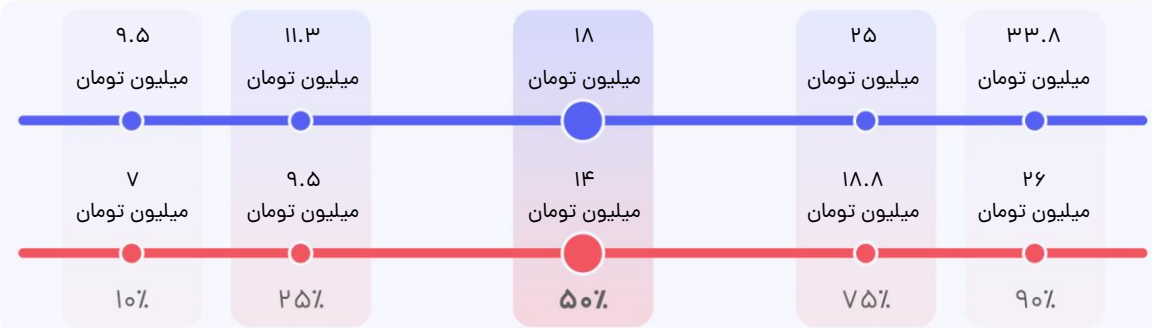 ۹.۵
میلیون تومان
۱۱.۳
میلیون تومان
۱۸
میلیون تومان
۲۵
میلیون تومان
۳۳.۸
میلیون تومان
۷
میلیون تومان
۹.۵
میلیون تومان
۱۴
میلیون تومان
۱۸.۸
میلیون تومان
۲۶
میلیون تومان
۱۰٪
۲۵٪
۵۰٪
۷۵٪
۹۰٪